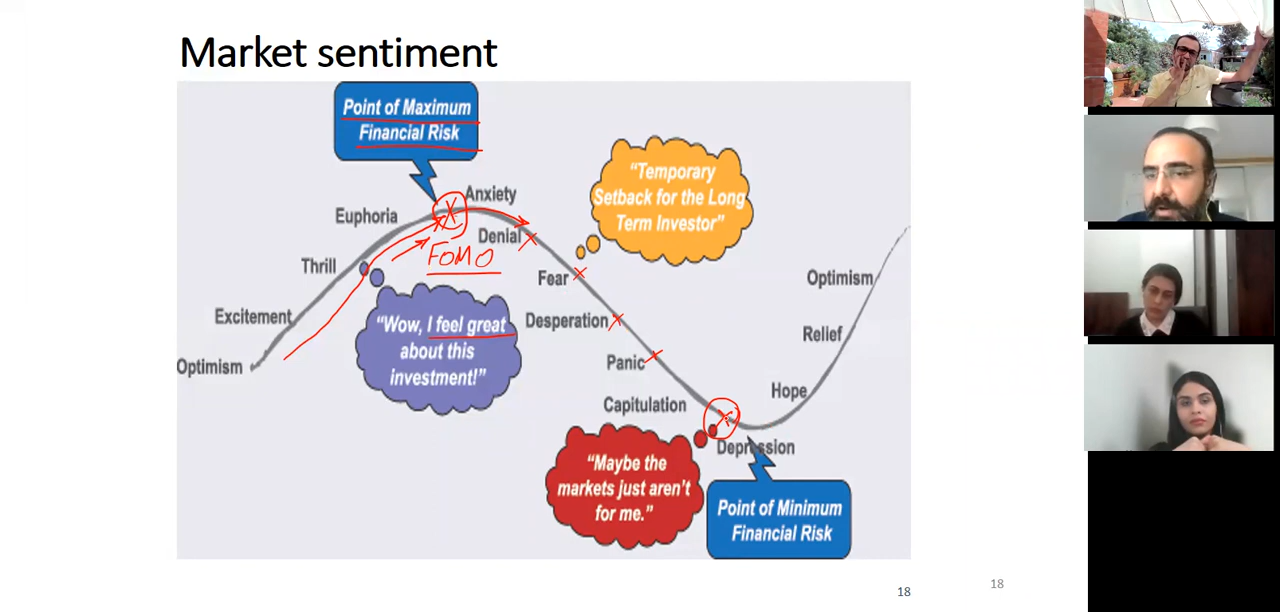 Market sentiment
Point of Maximum
Financial Risk
Anxiety
Euphoria
Denial
FOMO
Thrill
Fear
"Temporary
Setback for the Long
Term Investor"
Excitement
Optimism
"Wow, I feel great
about this
investment!"
Desperation
Panic
Capitulation
Depression
"Maybe the
markets just aren't
for me."
Point of Minimum
Financial Risk
Hope
Relief
Optimism
18
18